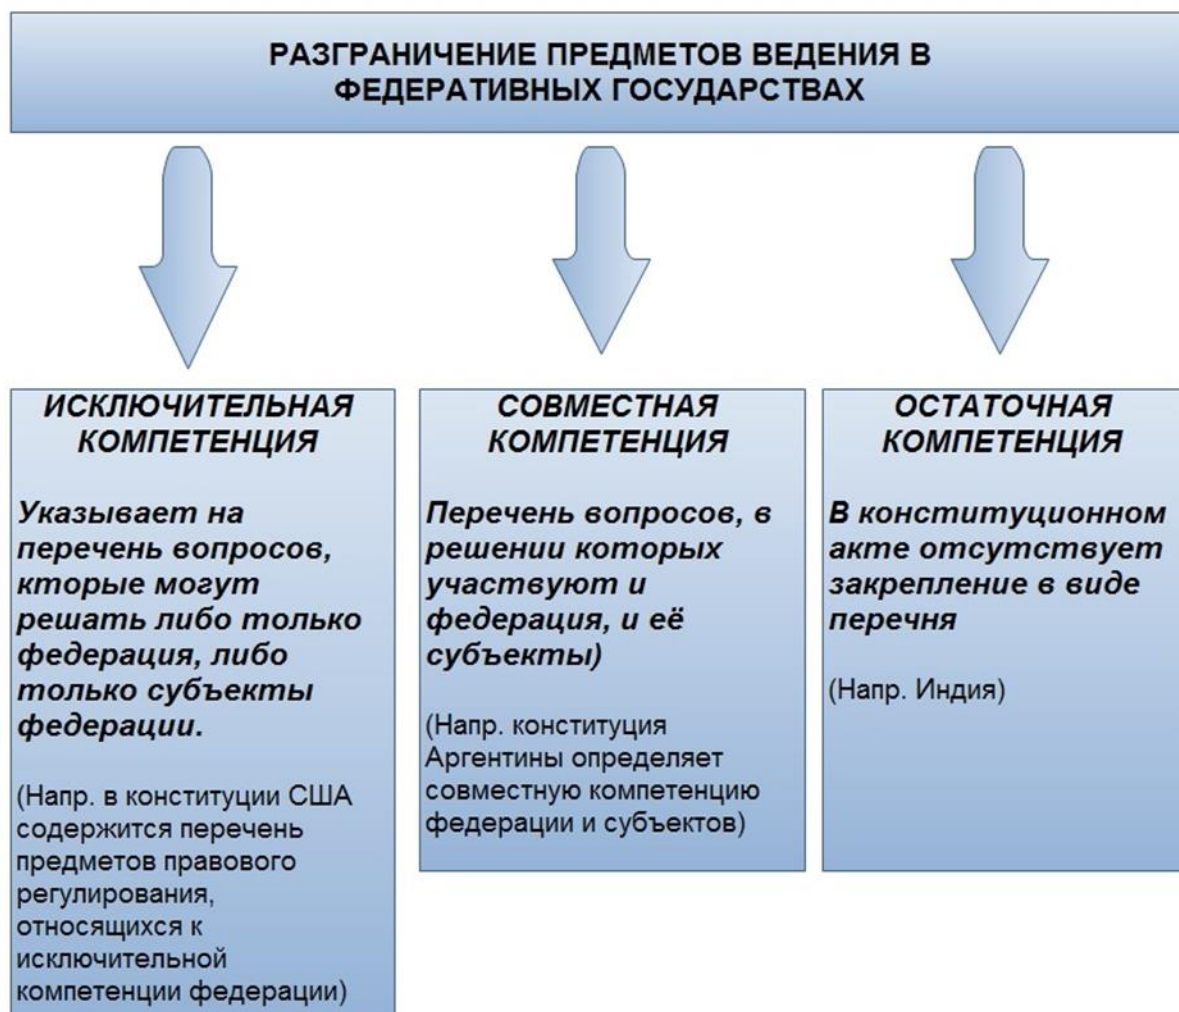 РАЗГРАНИЧЕНИЕ ПРЕДМЕТОВ ВЕДЕНИЯ В
ФЕДЕРАТИВНЫХ ГОСУДАРСТВАХ
ИСКЛЮЧИТЕЛЬНАЯ
КОМПЕТЕНЦИЯ
Указывает на
перечень вопросов,
кторые могут
решать либо только
федерация, либо
только субъекты
федерации.
(Напр. в конституции США
содержится перечень
предметов правового
регулирования,
относящихся к
исключительной
компетенции федерации)
СОВМЕСТНАЯ
КОМПЕТЕНЦИЯ
Перечень вопросов, в
решении которых
участвуют и
федерация, и её
субъекты)
(Напр. конституция
Аргентины определяет
совместную компетенцию
федерации и субъектов)
ОСТАТОЧНАЯ
КОМПЕТЕНЦИЯ
В конституционном
акте отсутствует
закрепление в виде
перечня
(Напр. Индия)